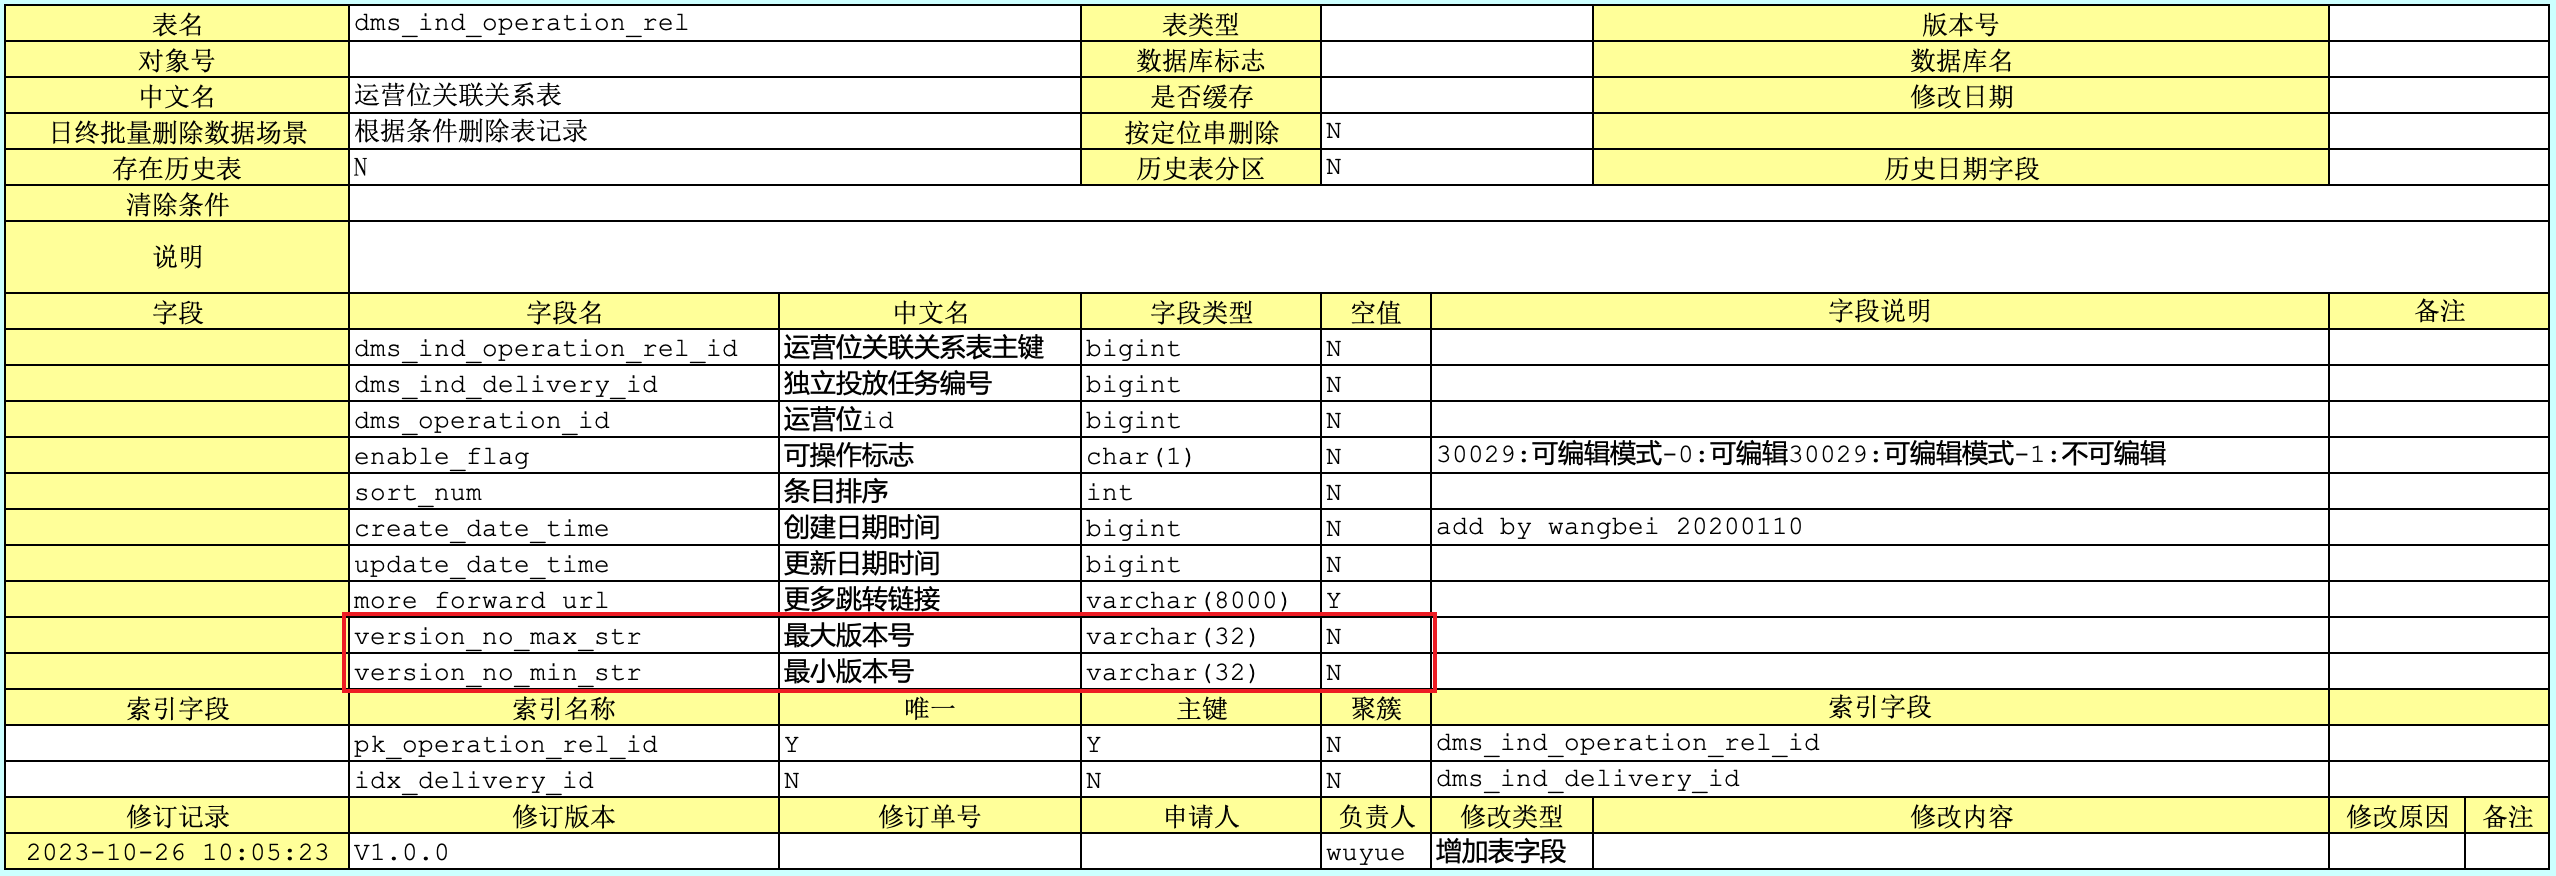 表名 dms_ind_operation_rel 表类型 版本号
对象号 数据库标志 数据库名
中文名 运营位关联关系表 是否缓存 修改日期
日终批量删除数据场景 根据条件删除表记录 按定位串删除 N
存在历史表 N 历史表分区 N 历史日期字段
清除条件
说明
字段 字段名 中文名 字段类型 空值 字段说明 备注
dms_ind_operation_rel_id 运营位关联关系表主键 bigint N
dms_ind_delivery_id 独立投放任务编号 bigint N
dms_operation_id 运营位id bigint N
enable_flag 可操作标志 char(1) N 30029:可编辑模式-0:可编辑30029:可编辑模式-1:不可编辑
sort_num 条目排序 int N
create_date_time 创建日期时间 bigint N add by wangbei 20200110
update_date_time 更新日期时间 bigint N
more_forward_url 更多跳转链接 varchar(8000) Y
version_no_max_str 最大版本号 varchar(32) N
version_no_min_str 最小版本号 varchar(32) N
索引字段 索引名称 唯一 主键 聚簇 索引字段
pk_operation_rel_id Y Y N dms_ind_operation_rel_id
idx_delivery_id N N N dms_ind_delivery_id
修订记录 修订版本 修订单号 申请人 负责人 修改类型 修改内容 修改原因 备注
2023-10-26 10:05:23 V1.0.0 wuyue 增加表字段